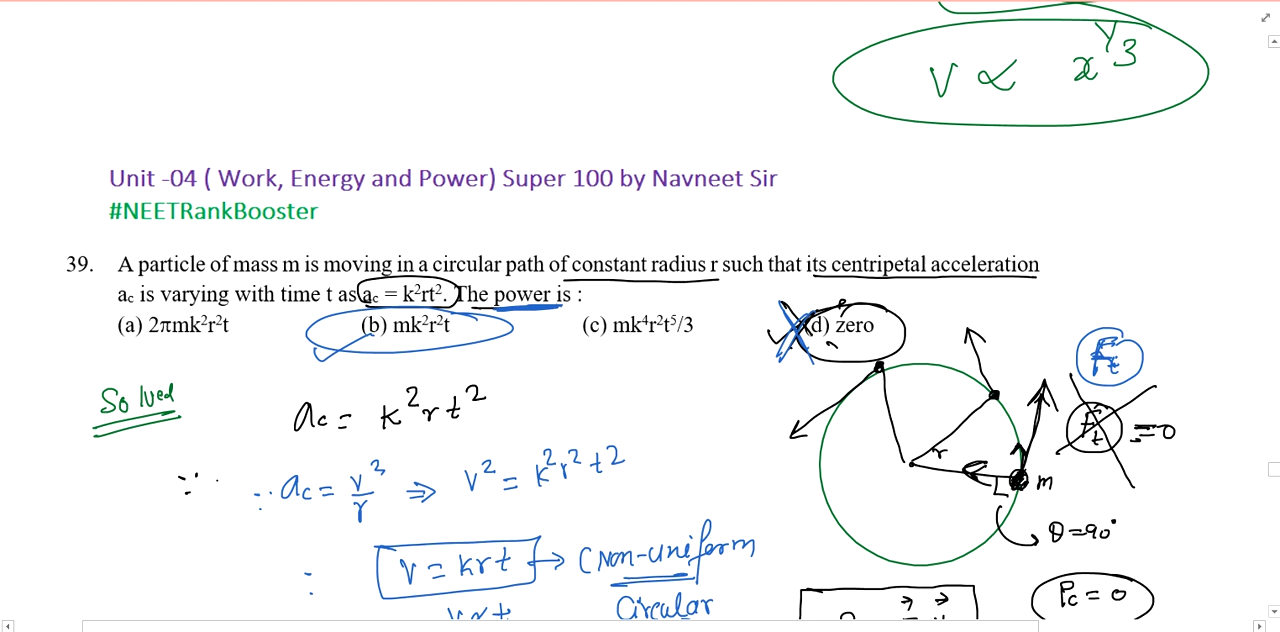 V ∝ x^1/3
Unit -04 ( Work, Energy and Power) Super 100 by Navneet Sir
#NEETRankBooster
39. A particle of mass m is moving in a circular path of constant radius r such that its centripetal acceleration
ac is varying with time t as ac = k²rt². The power is :
(a) 2πmk²r²t (b) mk²r²t (c) mk⁴r²t⁵/3 (d) zero
Ft
Solved
ac = k²rt²
Ft = 0
r
m
∵ ∵ ac = v²/r ⇒ v² = k²r²t2
θ=90°
∴ V = krt → (Non-uniform
Circular
Pc = 0